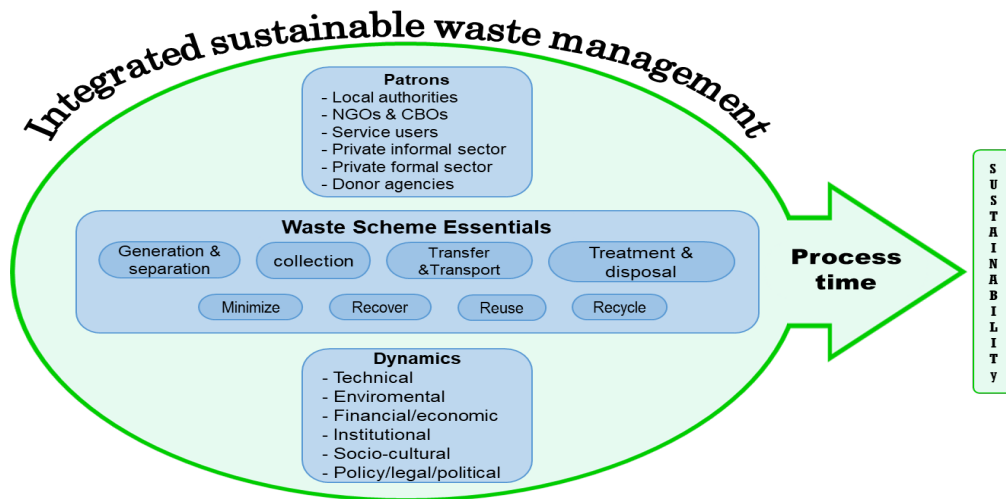 Integrated sustainable waste management
Patrons
- Local authorities
- NGOs & CBOs
- Service users
- Private informal sector
- Private formal sector
- Donor agencies
Waste Scheme Essentials
Generation &
separation
collection
Transfer
&Transport
Treatment &
disposal
Minimize
Recover
Reuse
Recycle
Dynamics
- Technical
- Enviromental
- Financial/economic
- Institutional
- Socio-cultural
- Policy/legal/political
Process
time
SUSTAINABILITy